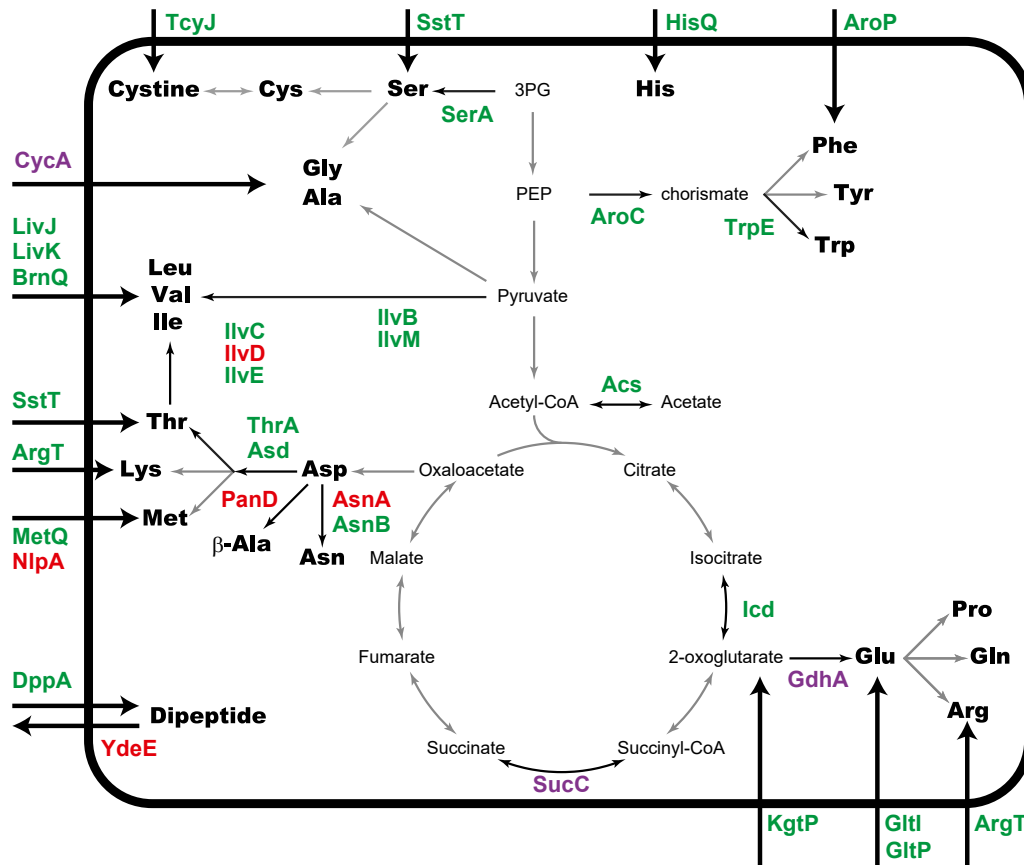 TcyJ
SstT
HisQ
AroP
Cystine
Cys
Ser
3PG
His
SerA
Phe
CycA
Gly
Ala
PEP
chorismate
Tyr
AroC
TrpE
Trp
LivJ
LivK
BrnQ
Leu
Val
Ile
Pyruvate
IlvC
IlvD
IlvE
IlvB
IlvM
Acs
Acetyl-CoA
Acetate
SstT
Thr
ThrA
Asd
ArgT
Lys
Asp
Oxaloacetate
Citrate
PanD
AsnA
AsnB
Met
MetQ
NlpA
β-Ala
Asn
Malate
Isocitrate
Icd
Pro
Fumarate
2-oxoglutarate
Glu
Gln
GdhA
DppA
Dipeptide
Arg
YdeE
Succinate
Succinyl-CoA
SucC
KgtP
GltI
GltP
ArgT